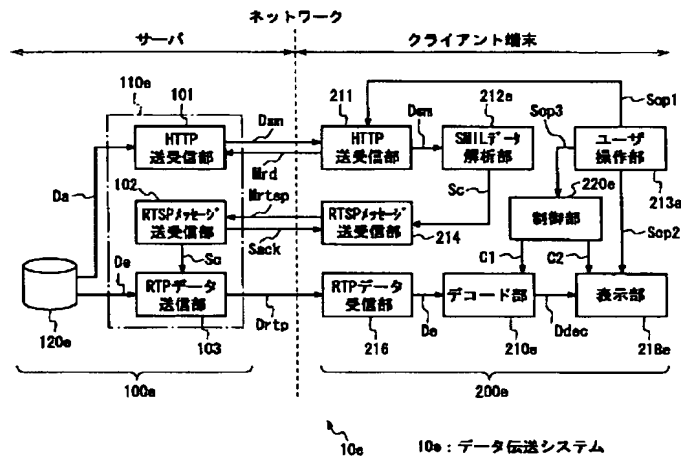 ネットワーク
サーバ
クライアント端末
110e
101
Dsm
211
Dsm
212e
Sop3
Sop1
HTTP
送受信部
HTTP
送受信部
SMILデータ
解析部
ユーザ
操作部
Mrd
102
Mrtsp
Sc
220e
213a
Da
RTSPメッセージ
送受信部
RTSPメッセージ
送受信部
制御部
Sop2
Sack
214
De
Sc
C1
C2
RTPデータ
送信部
RTPデータ
受信部
デコード部
表示部
Drtp
De
Ddec
120e
103
216
210e
218e
100e
200e
10e
10e：データ伝送システム